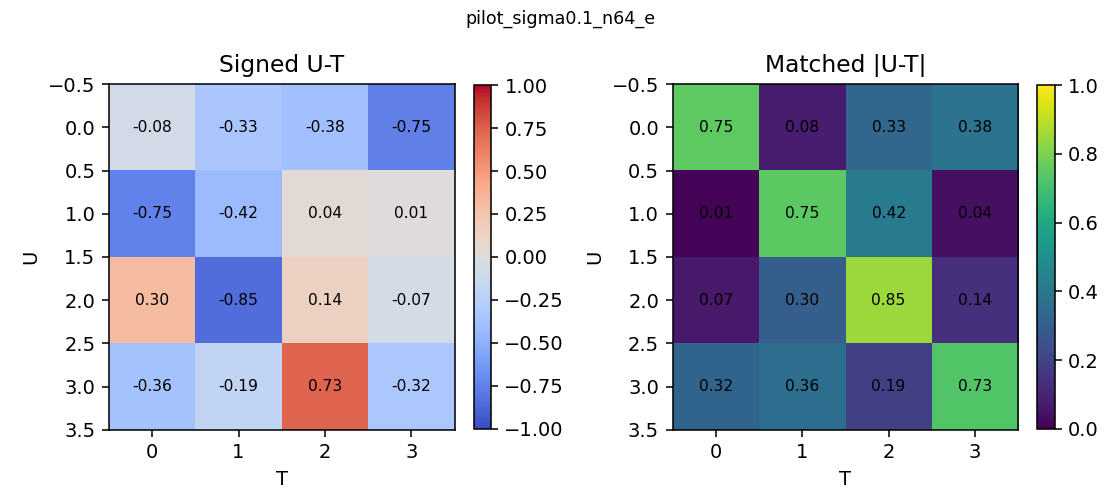 pilot_sigma0.1_n64_e
Signed U-T
−0.5
0.0
0.5
1.0
1.5
2.0
2.5
3.0
3.5
U
-0.08 -0.33 -0.38 -0.75
-0.75 -0.42 0.04 0.01
0.30 -0.85 0.14 -0.07
-0.36 -0.19 0.73 -0.32
0 1 2 3
T
1.00
0.75
0.50
0.25
0.00
−0.25
−0.50
−0.75
−1.00
Matched |U-T|
−0.5
0.0
0.5
1.0
1.5
2.0
2.5
3.0
3.5
U
0.75 0.08 0.33 0.38
0.01 0.75 0.42 0.04
0.07 0.30 0.85 0.14
0.32 0.36 0.19 0.73
0 1 2 3
T
1.0
0.8
0.6
0.4
0.2
0.0